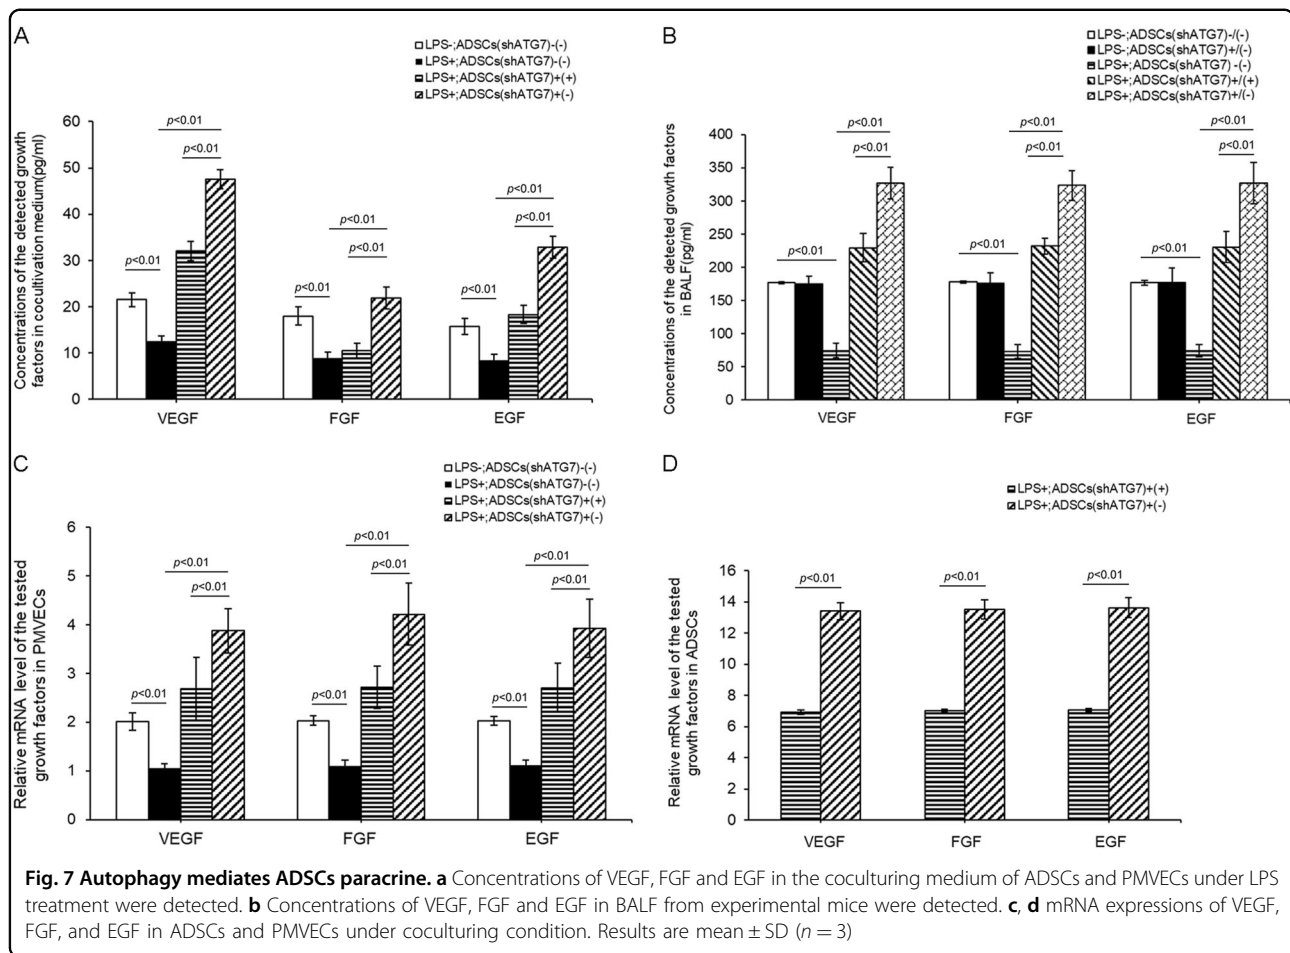 A
LPS-;ADSCs(shATG7)-(-)
LPS+;ADSCs(shATG7)-(-)
LPS+;ADSCs(shATG7)+(+)
LPS+;ADSCs(shATG7)+(-)
Concentrations of the detected growth
factors in cocultivation medium(pg/ml)
60
50
40
30
20
10
0
p<0.01
p<0.01
p<0.01
p<0.01
p<0.01
p<0.01
p<0.01
p<0.01
p<0.01
VEGF
FGF
EGF
B
LPS-;ADSCs(shATG7)-/(-)
LPS-;ADSCs(shATG7)+/(-)
LPS+;ADSCs(shATG7) -(-)
LPS+;ADSCs(shATG7)+/(+)
LPS+;ADSCs(shATG7)+/(-)
Concentrations of the detected growth factors
in BALF(pg/ml)
400
350
300
250
200
150
100
50
0
p<0.01
p<0.01
p<0.01
p<0.01
p<0.01
p<0.01
p<0.01
p<0.01
p<0.01
VEGF
FGF
EGF
C
LPS-;ADSCs(shATG7)-(-)
LPS+;ADSCs(shATG7)-(-)
LPS+;ADSCs(shATG7)+(+)
LPS+;ADSCs(shATG7)+(-)
Relative mRNA level of the tested
growth factors in PMVECs
6
5
4
3
2
1
0
p<0.01
p<0.01
p<0.01
p<0.01
p<0.01
p<0.01
p<0.01
p<0.01
p<0.01
VEGF
FGF
EGF
D
LPS+;ADSCs(shATG7)+(+)
LPS+;ADSCs(shATG7)+(-)
Relative mRNA level of the tested
growth factors in ADSCs
16
14
12
10
8
6
4
2
0
p<0.01
p<0.01
p<0.01
VEGF
FGF
EGF
Fig. 7 Autophagy mediates ADSCs paracrine. a Concentrations of VEGF, FGF and EGF in the coculturing medium of ADSCs and PMVECs under LPS
treatment were detected. b Concentrations of VEGF, FGF and EGF in BALF from experimental mice were detected. c, d mRNA expressions of VEGF,
FGF, and EGF in ADSCs and PMVECs under coculturing condition. Results are mean ± SD (n = 3)